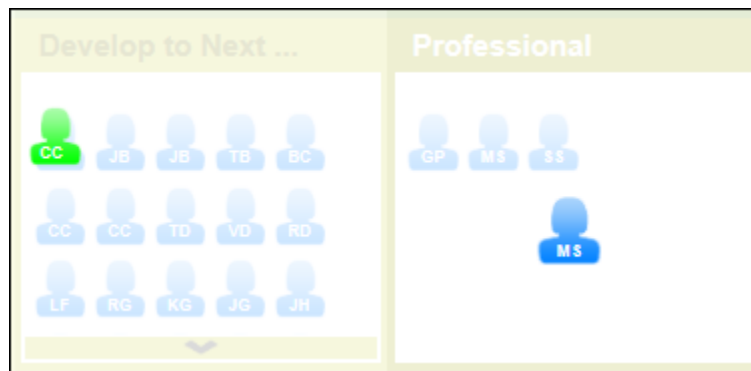 Develop to Next ...
Professional
CC JB JB TB BC
GP MS SS
CC CC TD VD RD
MS
LF RG KG JG JH